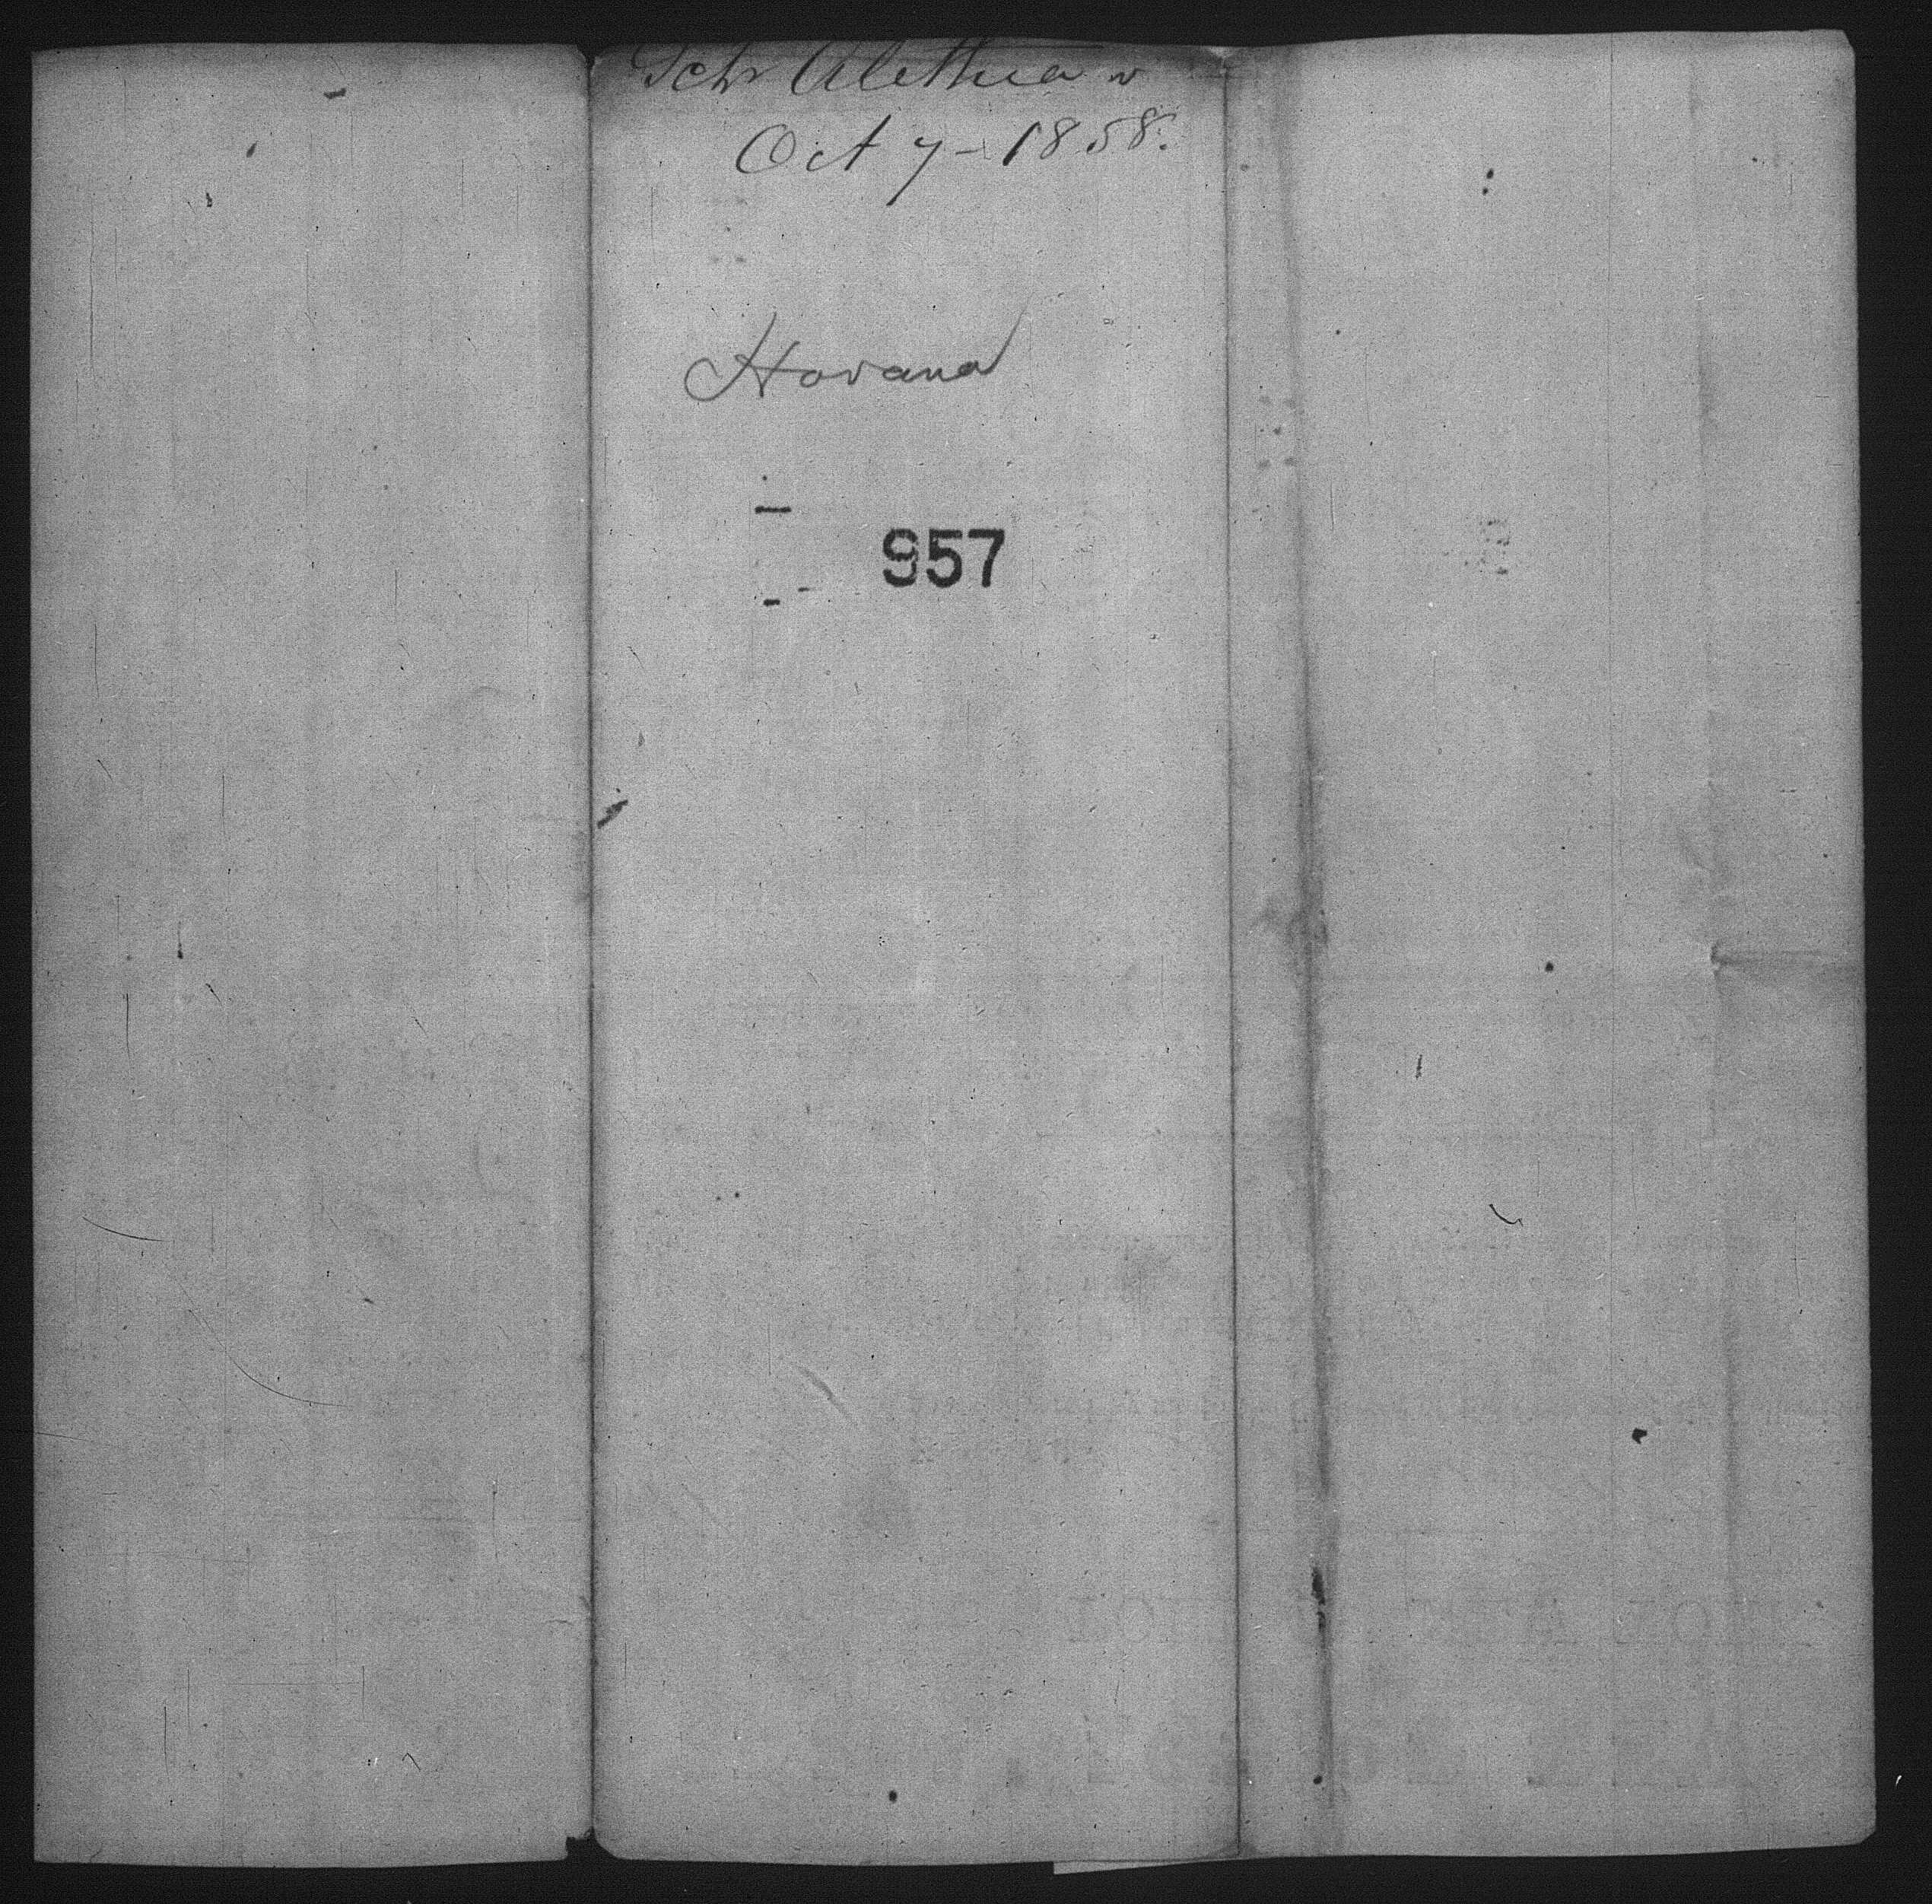 Schr Alethea
Oct 7 - 1858.
Havana
957